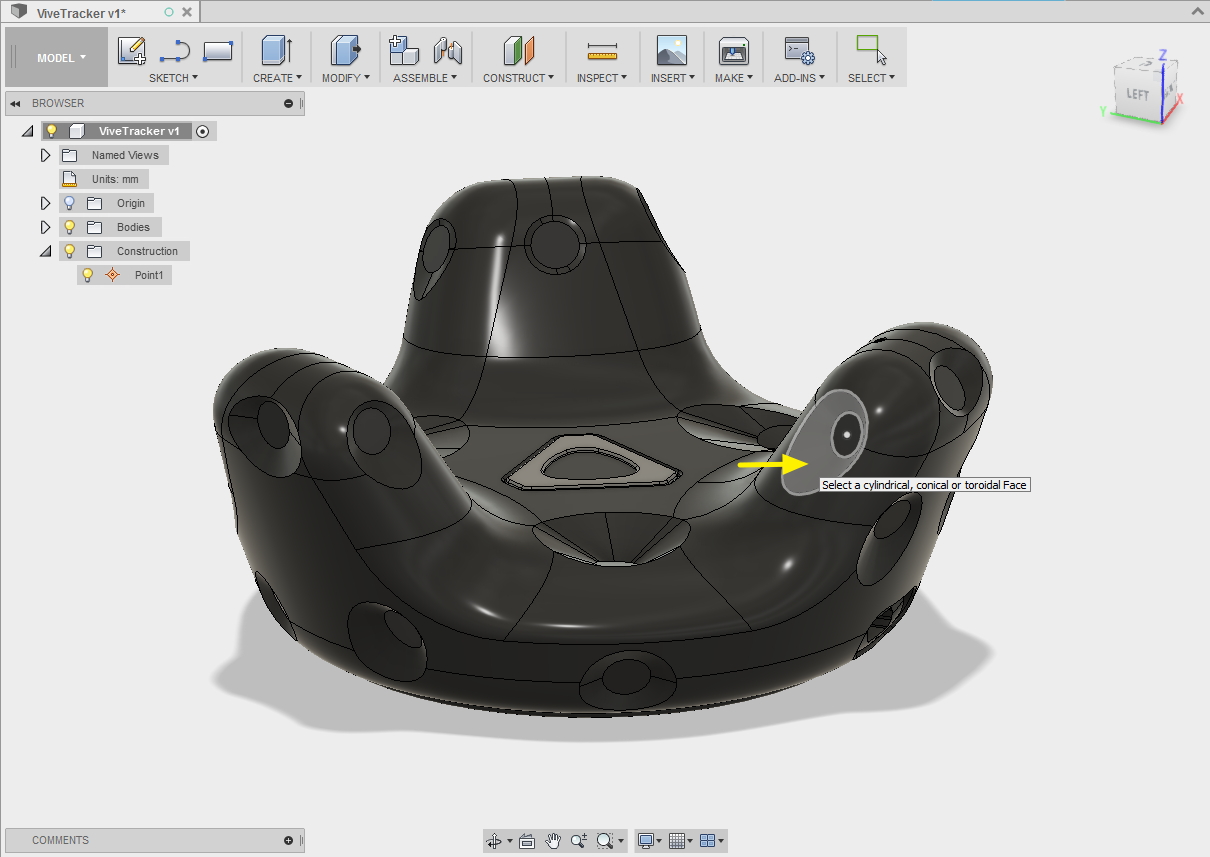 ViveTracker v1*
MODEL
SKETCH
CREATE
MODIFY
ASSEMBLE
CONSTRUCT
INSPECT
INSERT
MAKE
ADD-INS
SELECT
BROWSER
ViveTracker v1
Named Views
Units: mm
Origin
Bodies
Construction
Point1
Z
LEFT
X
Y
Select a cylindrical, conical or toroidal Face
COMMENTS